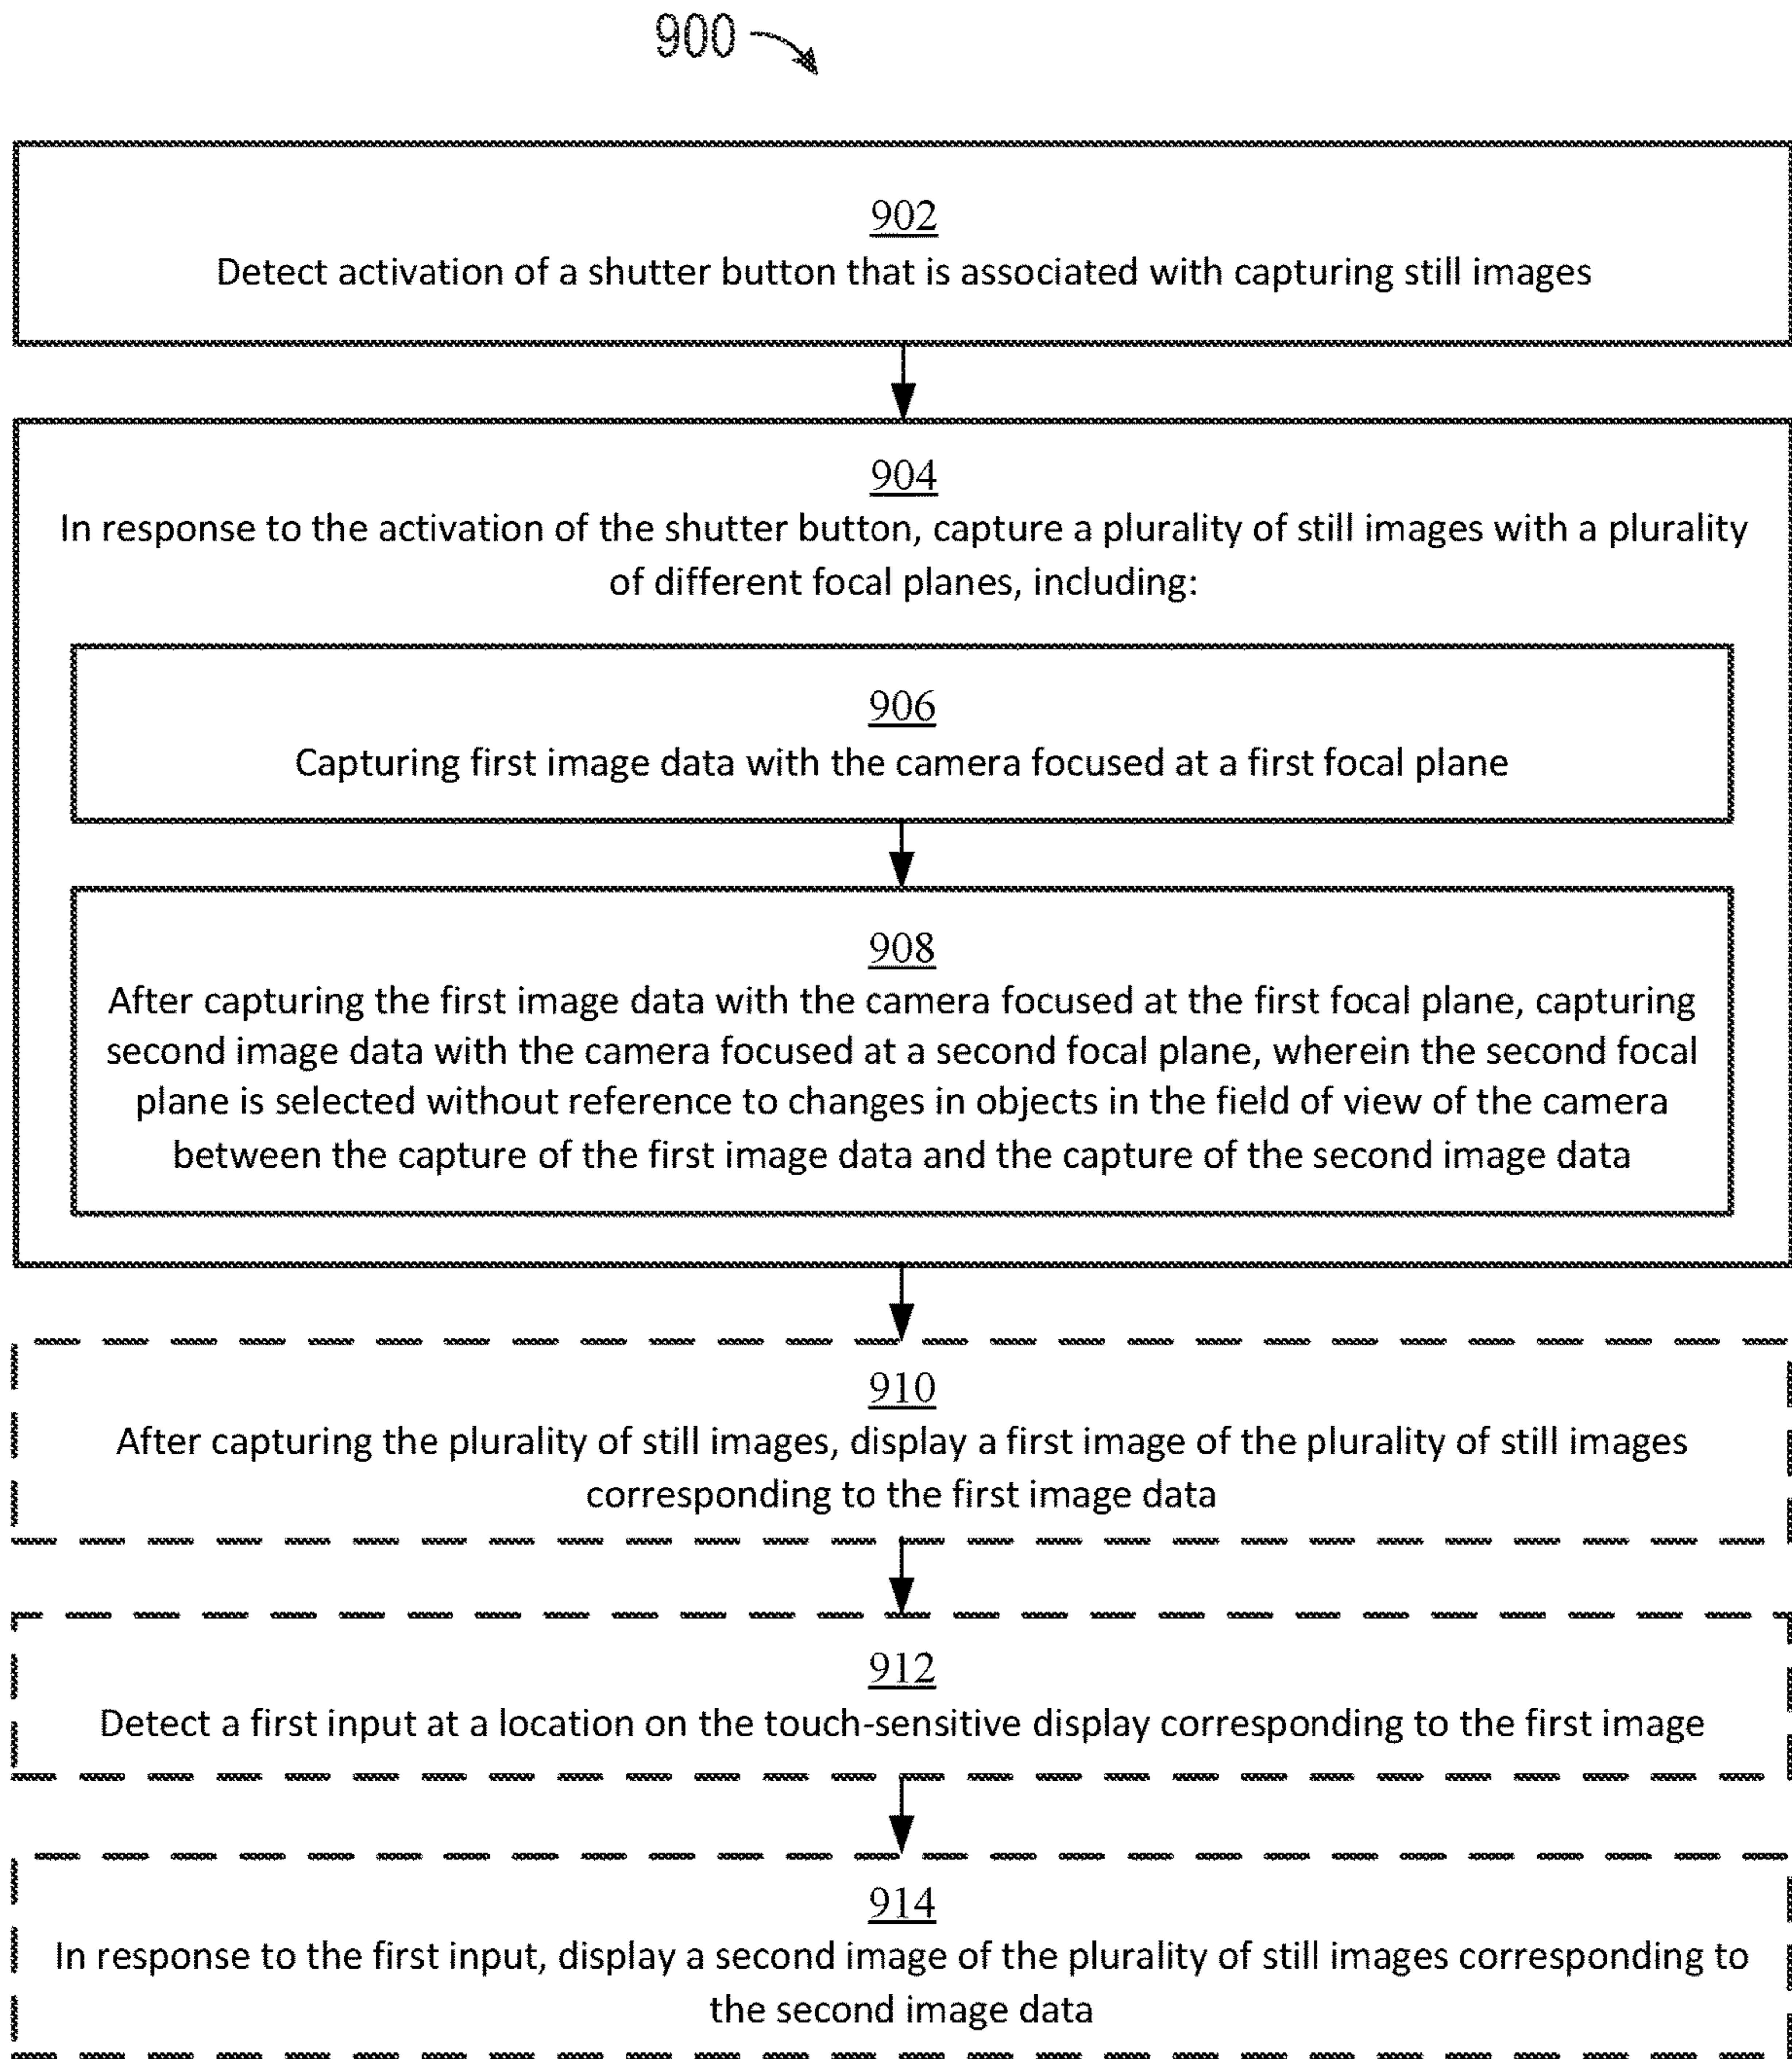 900
902
Detect activation of a shutter button that is associated with capturing still images
904
In response to the activation of the shutter button, capture a plurality of still images with a plurality
of different focal planes, including:
906
Capturing first image data with the camera focused at a first focal plane
908
After capturing the first image data with the camera focused at the first focal plane, capturing
second image data with the camera focused at a second focal plane, wherein the second focal
plane is selected without reference to changes in objects in the field of view of the camera
between the capture of the first image data and the capture of the second image data
910
After capturing the plurality of still images, display a first image of the plurality of still images
corresponding to the first image data
912
Detect a first input at a location on the touch-sensitive display corresponding to the first image
914
In response to the first input, display a second image of the plurality of still images corresponding to
the second image data